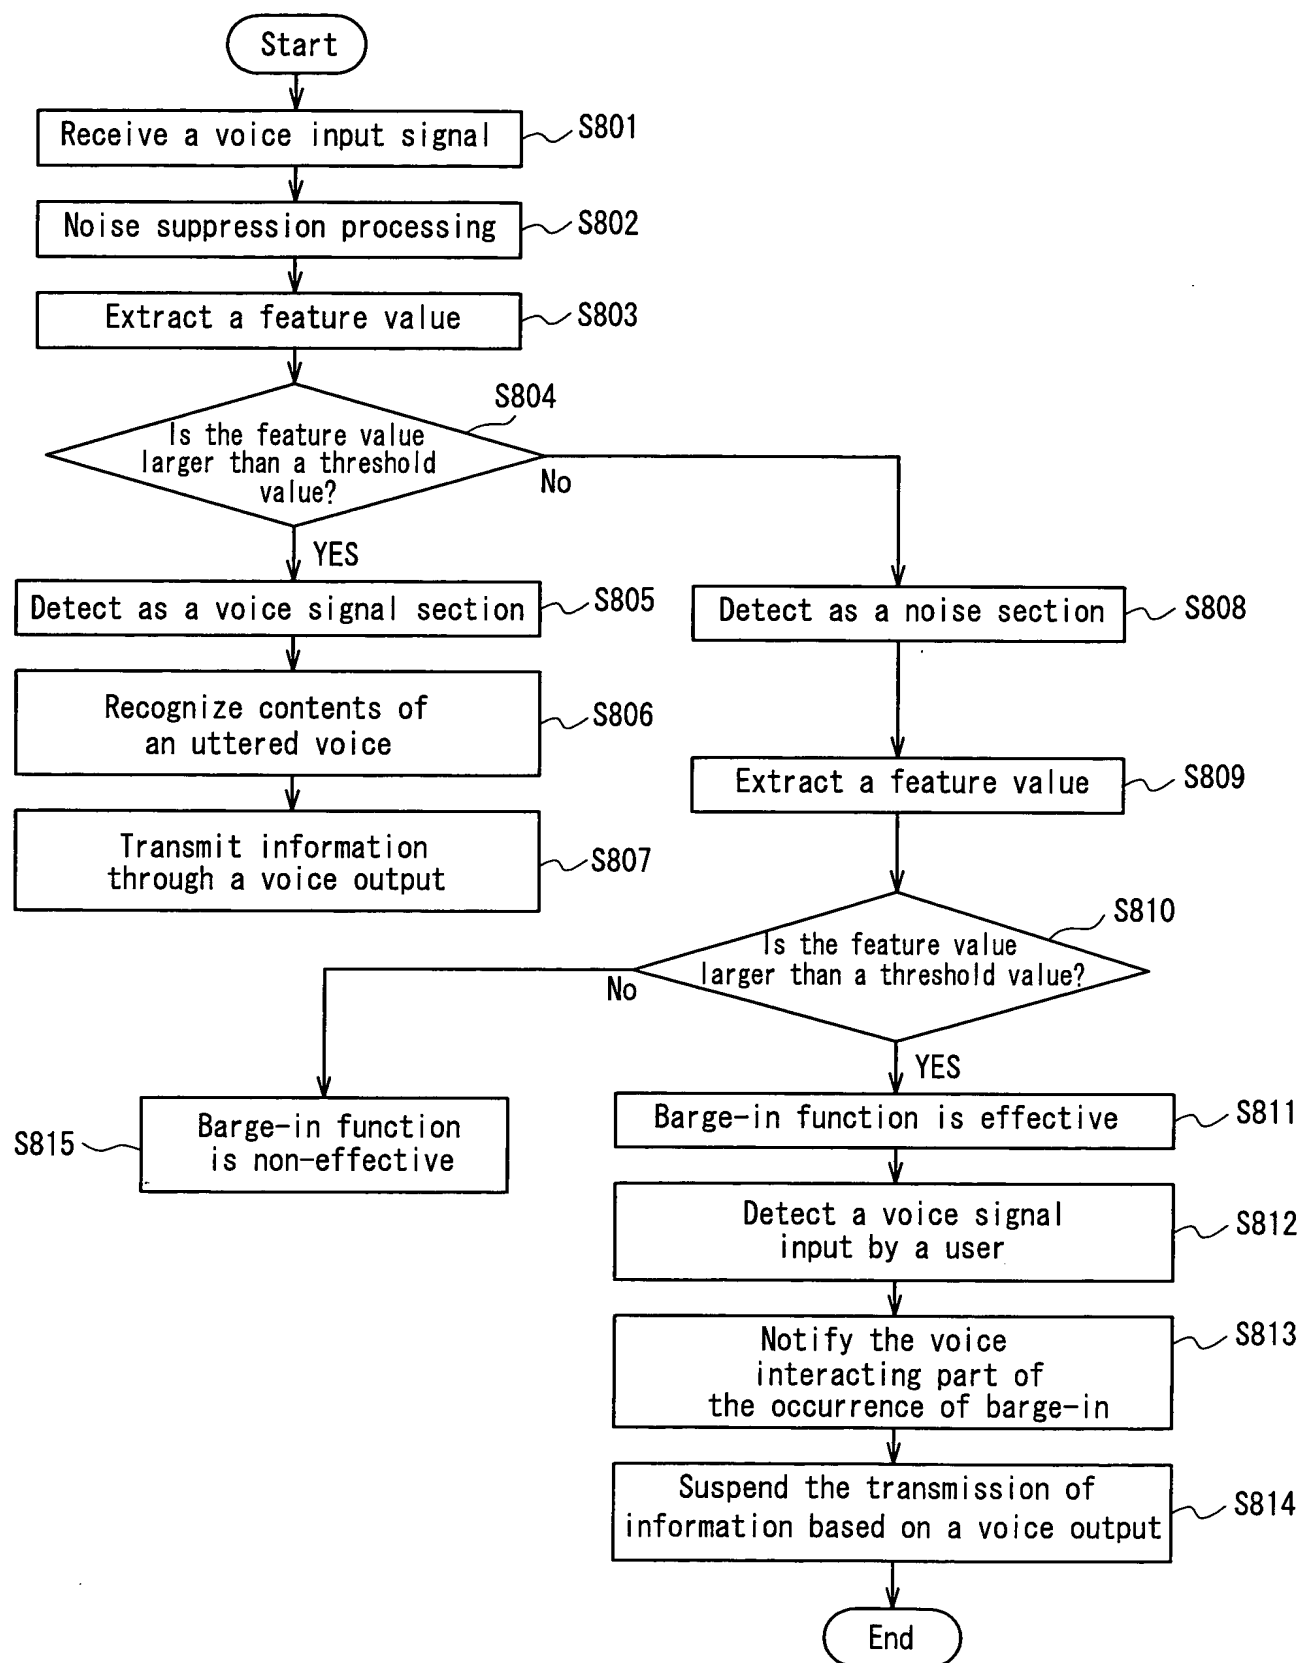 Start
Receive a voice input signal
S801
Noise suppression processing
S802
Extract a feature value
S803
S804
Is the feature value
larger than a threshold
value?
No
YES
Detect as a voice signal section
S805
Recognize contents of
an uttered voice
S806
Transmit information
through a voice output
S807
Detect as a noise section
S808
Extract a feature value
S809
S810
Is the feature value
larger than a threshold value?
No
YES
S815
Barge-in function
is non-effective
Barge-in function is effective
S811
Detect a voice signal
input by a user
S812
Notify the voice
interacting part of
the occurrence of barge-in
S813
Suspend the transmission of
information based on a voice output
S814
End